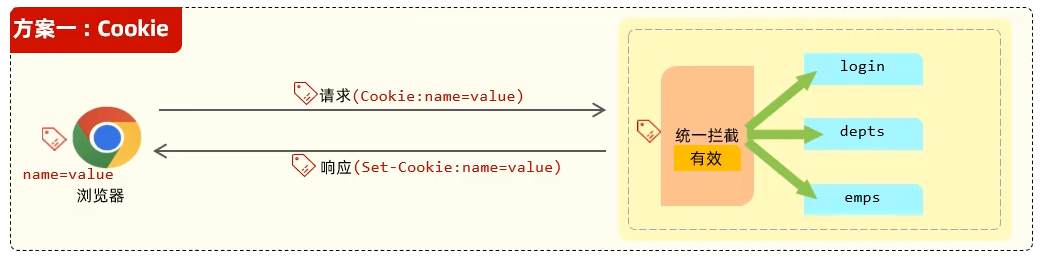 方案一：Cookie
请求(Cookie:name=value)
响应(Set-Cookie:name=value)
name=value
浏览器
统一拦截
有效
login
depts
emps